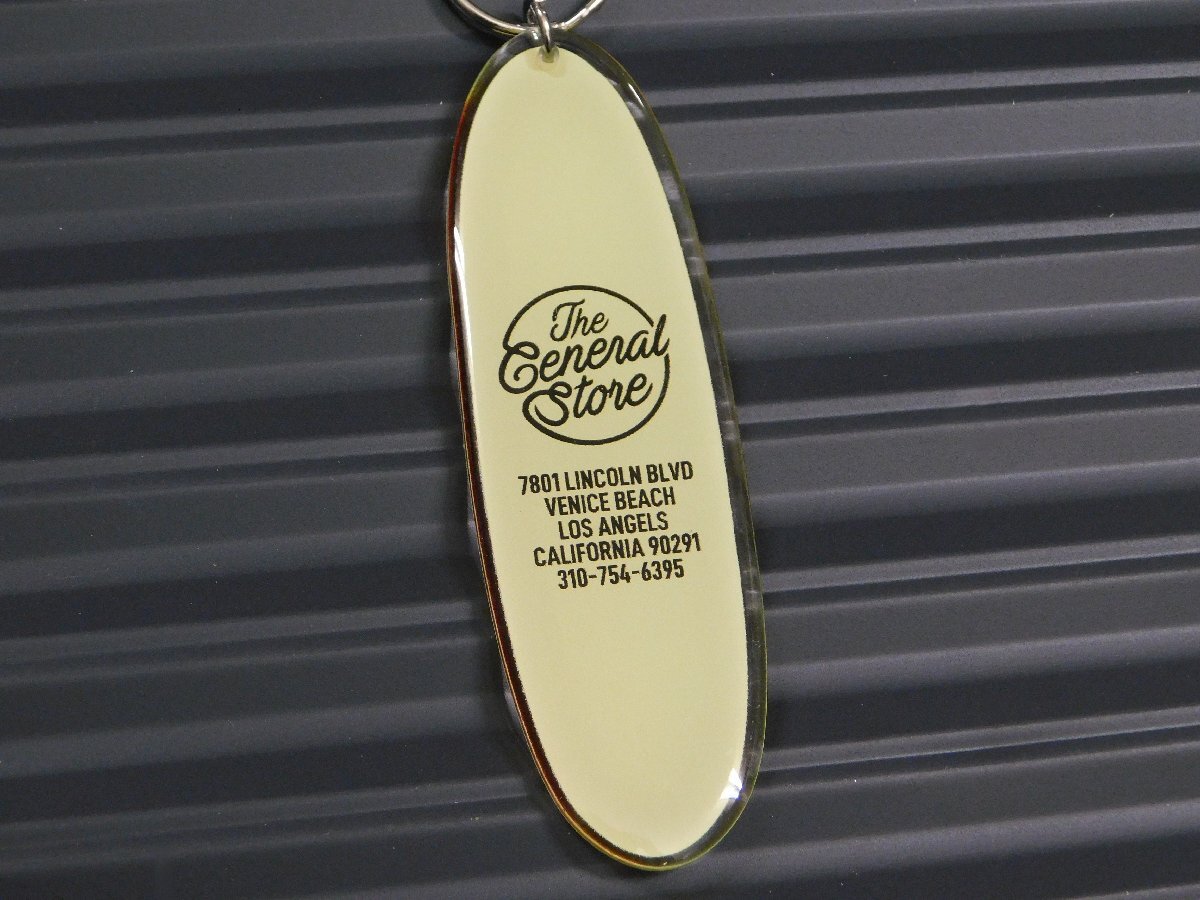 The
General
Store
7801 LINCOLN BLVD
VENICE BEACH
LOS ANGELS
CALIFORNIA 90291
310-754-6395